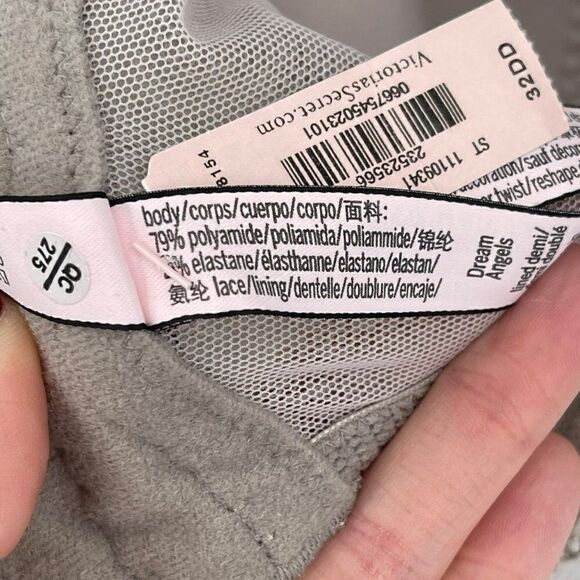 32DD
VictoriasSecret.com
0667545023101
23523566
ST 11109341
8154
body/corps/cuerpo/corpo/面料:
79% polyamide/poliamida/poliammide/锦纶
% elastane/élasthanne/elastano/elastan/
氨纶 lace/lining/dentelle/doublure/encaje/
Dream
Angels
lined demi/
doublé
QC
275
decoration/sauf décor
twist/reshape